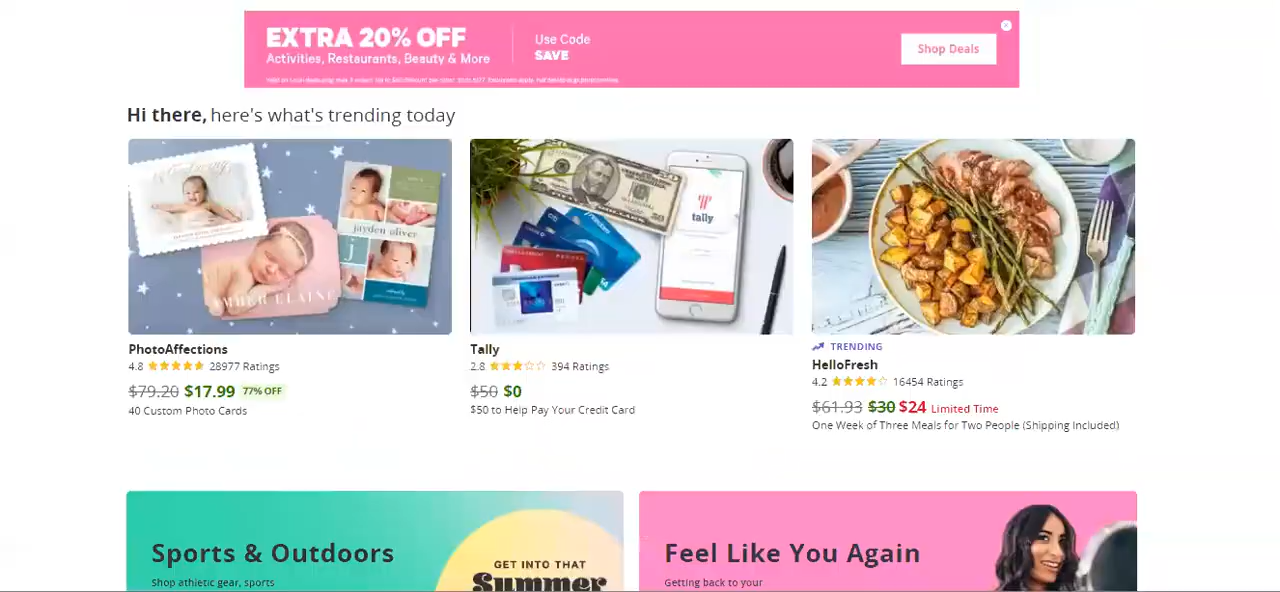 EXTRA 20% OFF
Activities, Restaurants, Beauty & More
Use Code
SAVE
Shop Deals
Hi there, here's what's trending today
jayden oliver
J
AMBER ELAINE
tally
PhotoAffections
4.8 28977 Ratings
$79.20 $17.99 77% OFF
40 Custom Photo Cards
Tally
2.8 394 Ratings
$50 $0
$50 to Help Pay Your Credit Card
TRENDING
HelloFresh
4.2 16454 Ratings
$61.93 $30 $24 Limited Time
One Week of Three Meals for Two People (Shipping Included)
Sports & Outdoors
Shop athletic gear, sports
GET INTO THAT
Summer
Feel Like You Again
Getting back to your